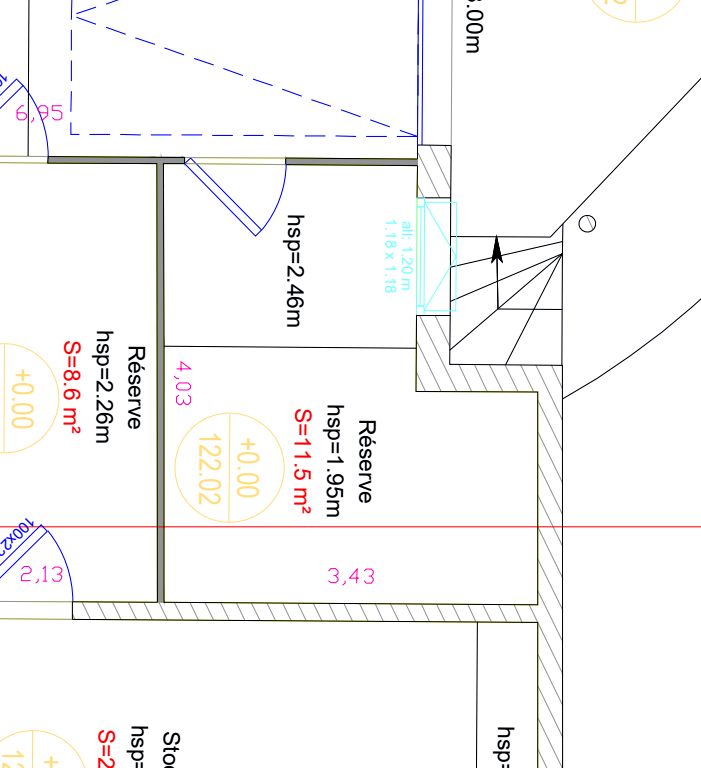 3.00m
6,95
hsp=2.46m
all: 1.20 m
1.18 x 1.18
Réserve
hsp=2.26m
S=8.6 m²
+0.00
4,03
Réserve
hsp=1.95m
S=11.5 m²
+0.00
122.02
2,13
3,43
hsp=
S=2
hsp=